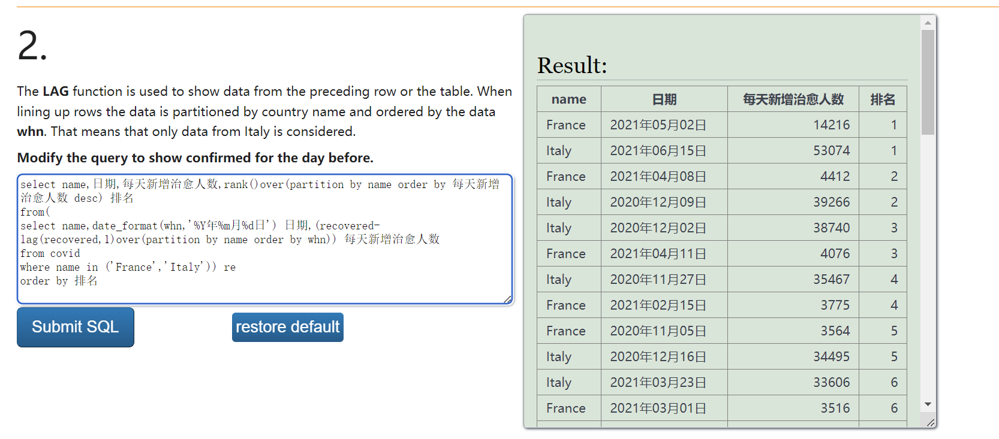 2.
The LAG function is used to show data from the preceding row or the table. When
lining up rows the data is partitioned by country name and ordered by the data
whn. That means that only data from Italy is considered.
Modify the query to show confirmed for the day before.
select name,日期,每天新增治愈人数,rank()over(partition by name order by 每天新增
治愈人数 desc) 排名
from(
select name,date_format(whn,'%Y年%m月%d日') 日期,(recovered-
lag(recovered,1)over(partition by name order by whn)) 每天新增治愈人数
from covid
where name in ('France','Italy')) re
order by 排名
Submit SQL restore default
Result:
name 日期 每天新增治愈人数 排名
France 2021年05月02日 14216 1
Italy 2021年06月15日 53074 1
France 2021年04月08日 4412 2
Italy 2020年12月09日 39266 2
Italy 2020年12月02日 38740 3
France 2021年04月11日 4076 3
Italy 2020年11月27日 35467 4
France 2021年02月15日 3775 4
France 2020年11月05日 3564 5
Italy 2020年12月16日 34495 5
Italy 2021年03月23日 33606 6
France 2021年03月01日 3516 6